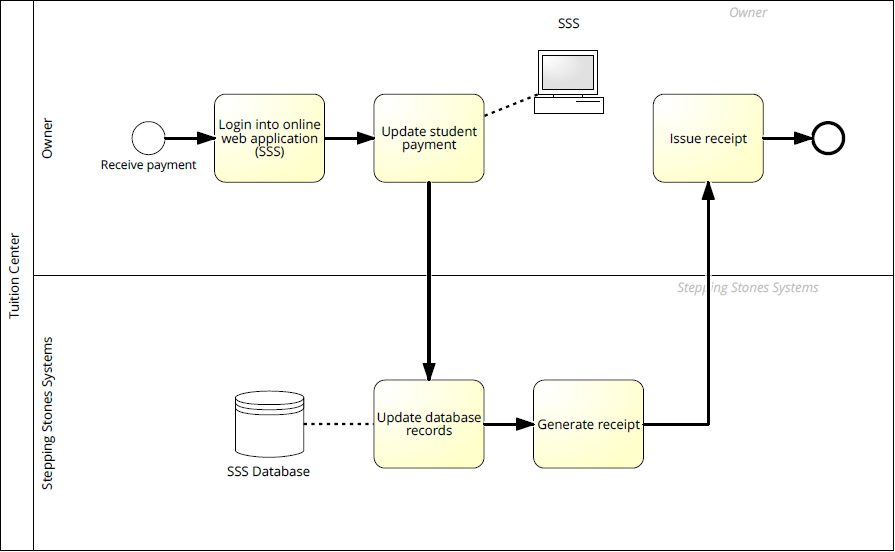 Tuition Center
Owner
Owner
SSS
Receive payment
Login into online
web application
(SSS)
Update student
payment
Issue receipt
Stepping Stones Systems
Stepping Stones Systems
SSS Database
Update database
records
Generate receipt